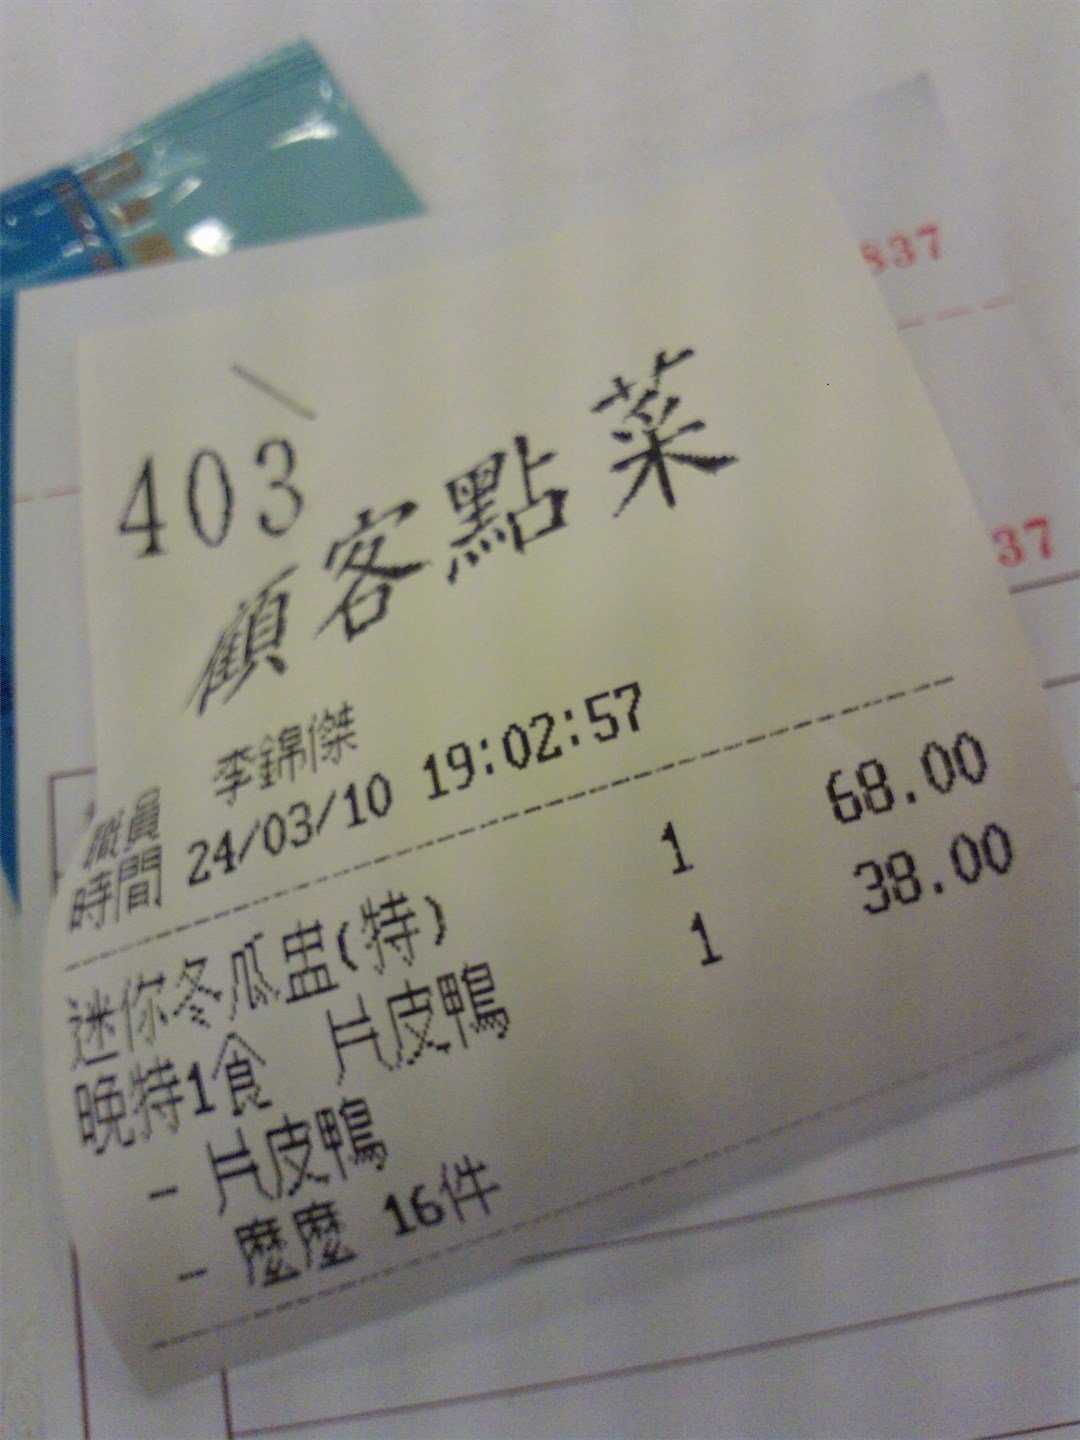 837
403
顧客點菜
37
職員 李錦傑
時間 24/03/10 19:02:57
迷你冬瓜盅(特) 1 68.00
晚特1食 片皮鴨 1 38.00
- 片皮鴨
- 麼麼 16件